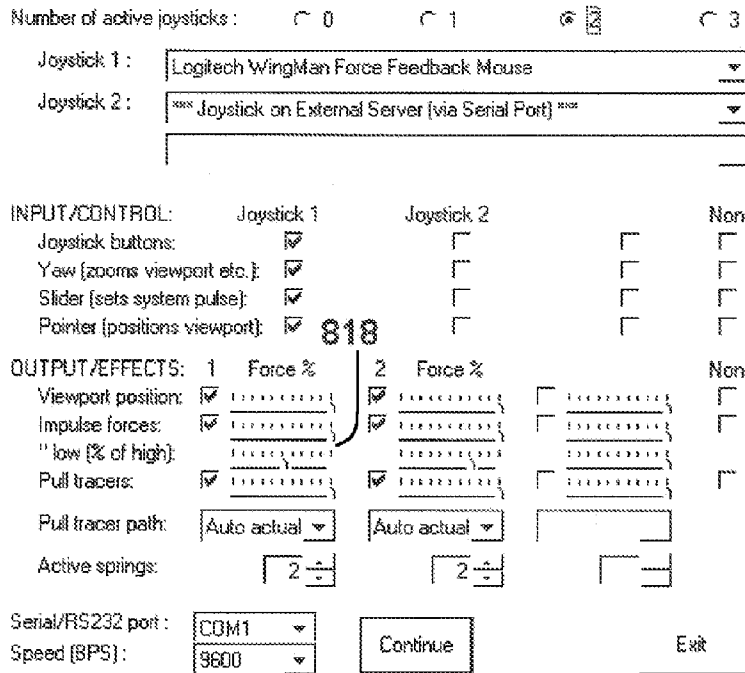 Number of active joysticks : 0 1 2 3
Joystick 1 : Logitech WingMan Force Feedback Mouse
Joystick 2 : *** Joystick on External Server (via Serial Port) ***
INPUT/CONTROL: Joystick 1 Joystick 2 Non
Joystick buttons:
Yaw (zooms viewport etc.):
Slider (sets system pulse):
Pointer (positions viewport):
818
OUTPUT/EFFECTS: 1 Force % 2 Force % Non
Viewport position:
Impulse forces:
" low (% of high):
Pull tracers:
Pull tracer path: Auto actual Auto actual
Active springs: 2 2
Serial/RS232 port : COM1
Speed (BPS) : 9600
Continue Exit